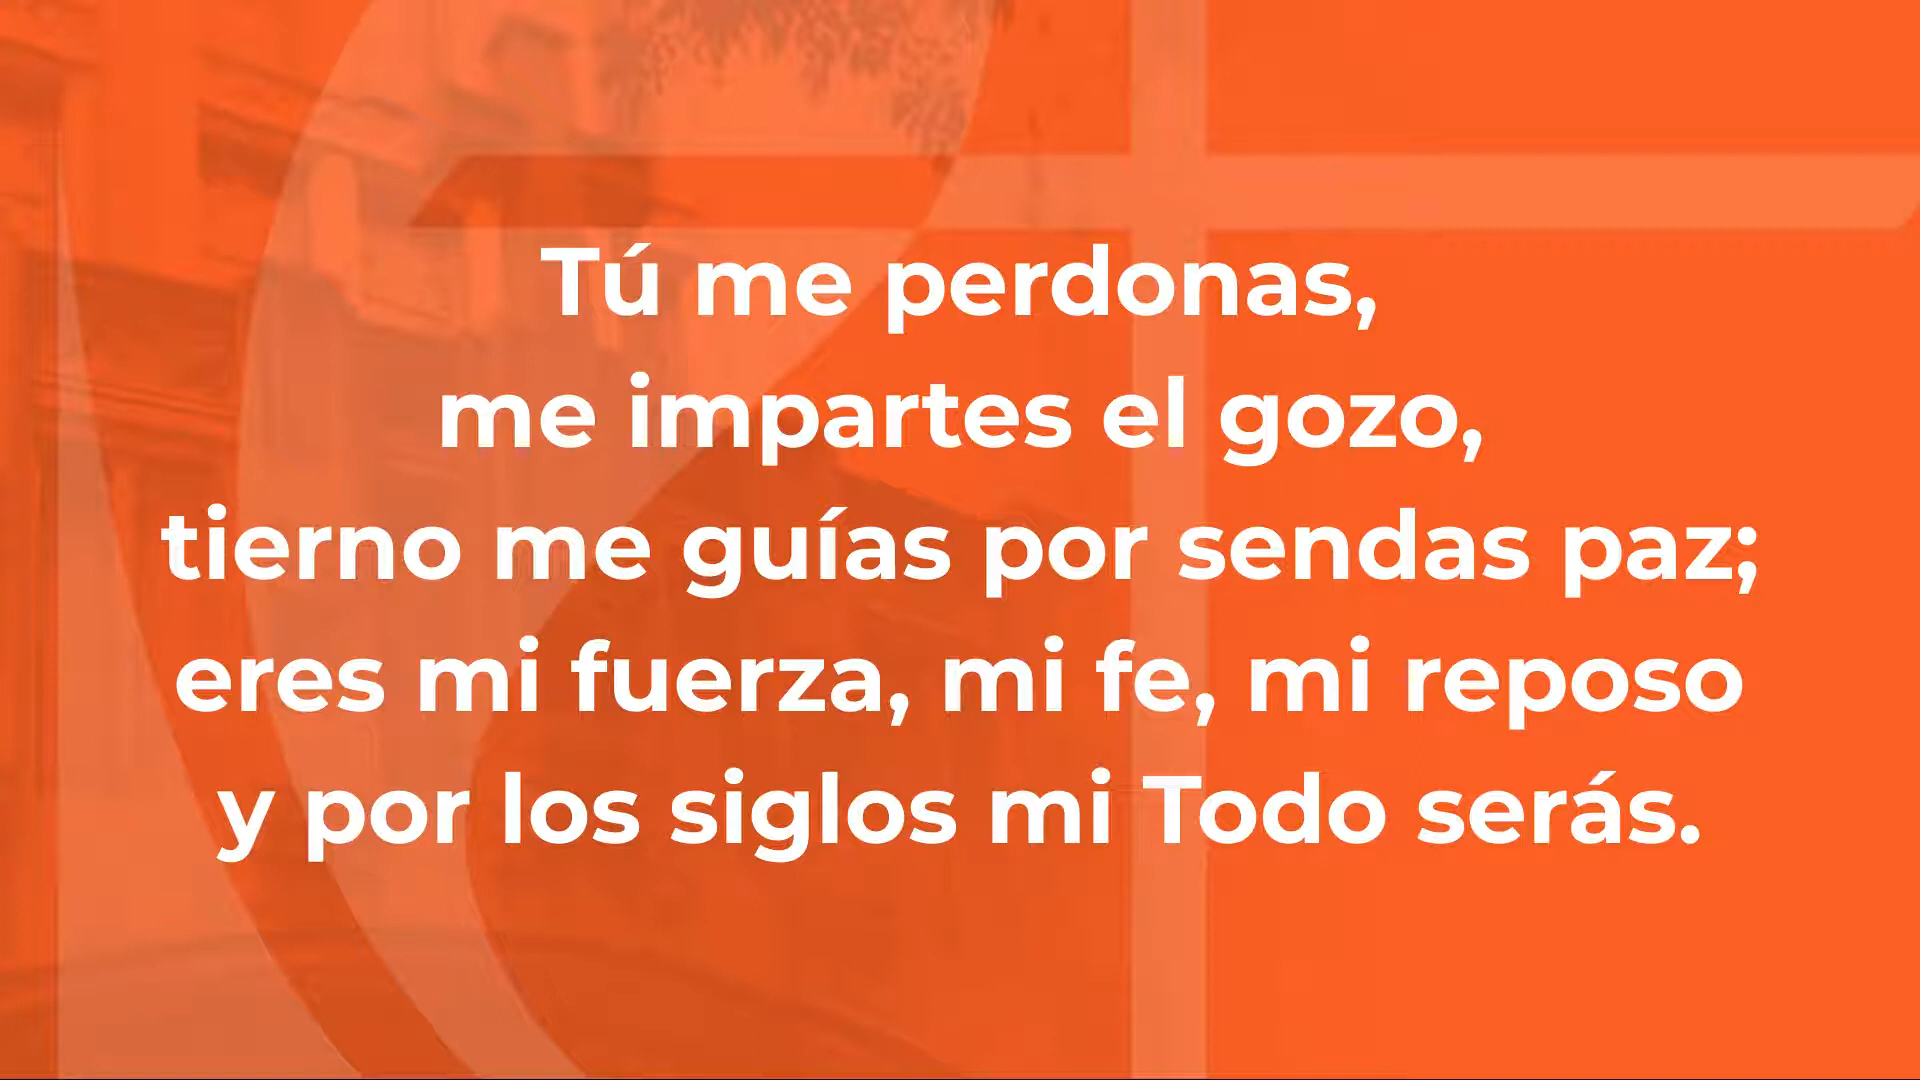 Tú me perdonas,
me impartes el gozo,
tierno me guías por sendas paz;
eres mi fuerza, mi fe, mi reposo
y por los siglos mi Todo serás.